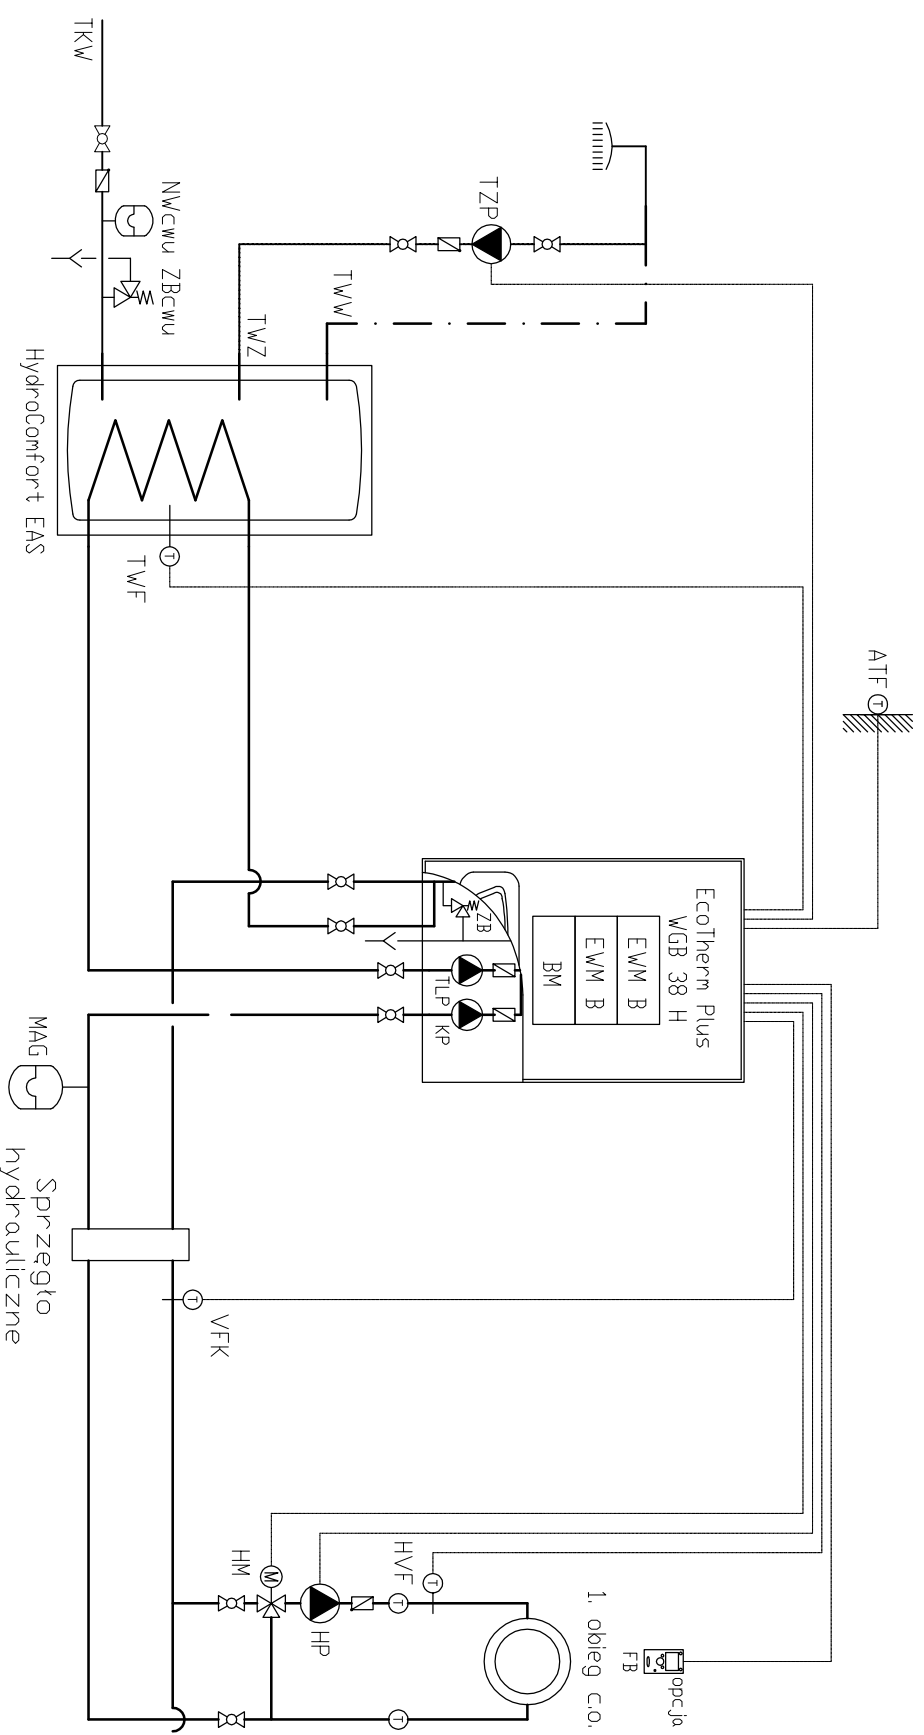 TKW
NWcwu ZBcwu
TZP
TWW
TWZ
HydroComfort EAS
T
TWF
ATF
T
EcoTherm Plus
WGB 38 H
EWM B
EWM B
BM
ZB
TLP KP
MAG
Sprzęgło
hydrauliczne
T
VFK
HM
M
HVF
T
T
HP
1. obieg c.o.
FB
opcja
T